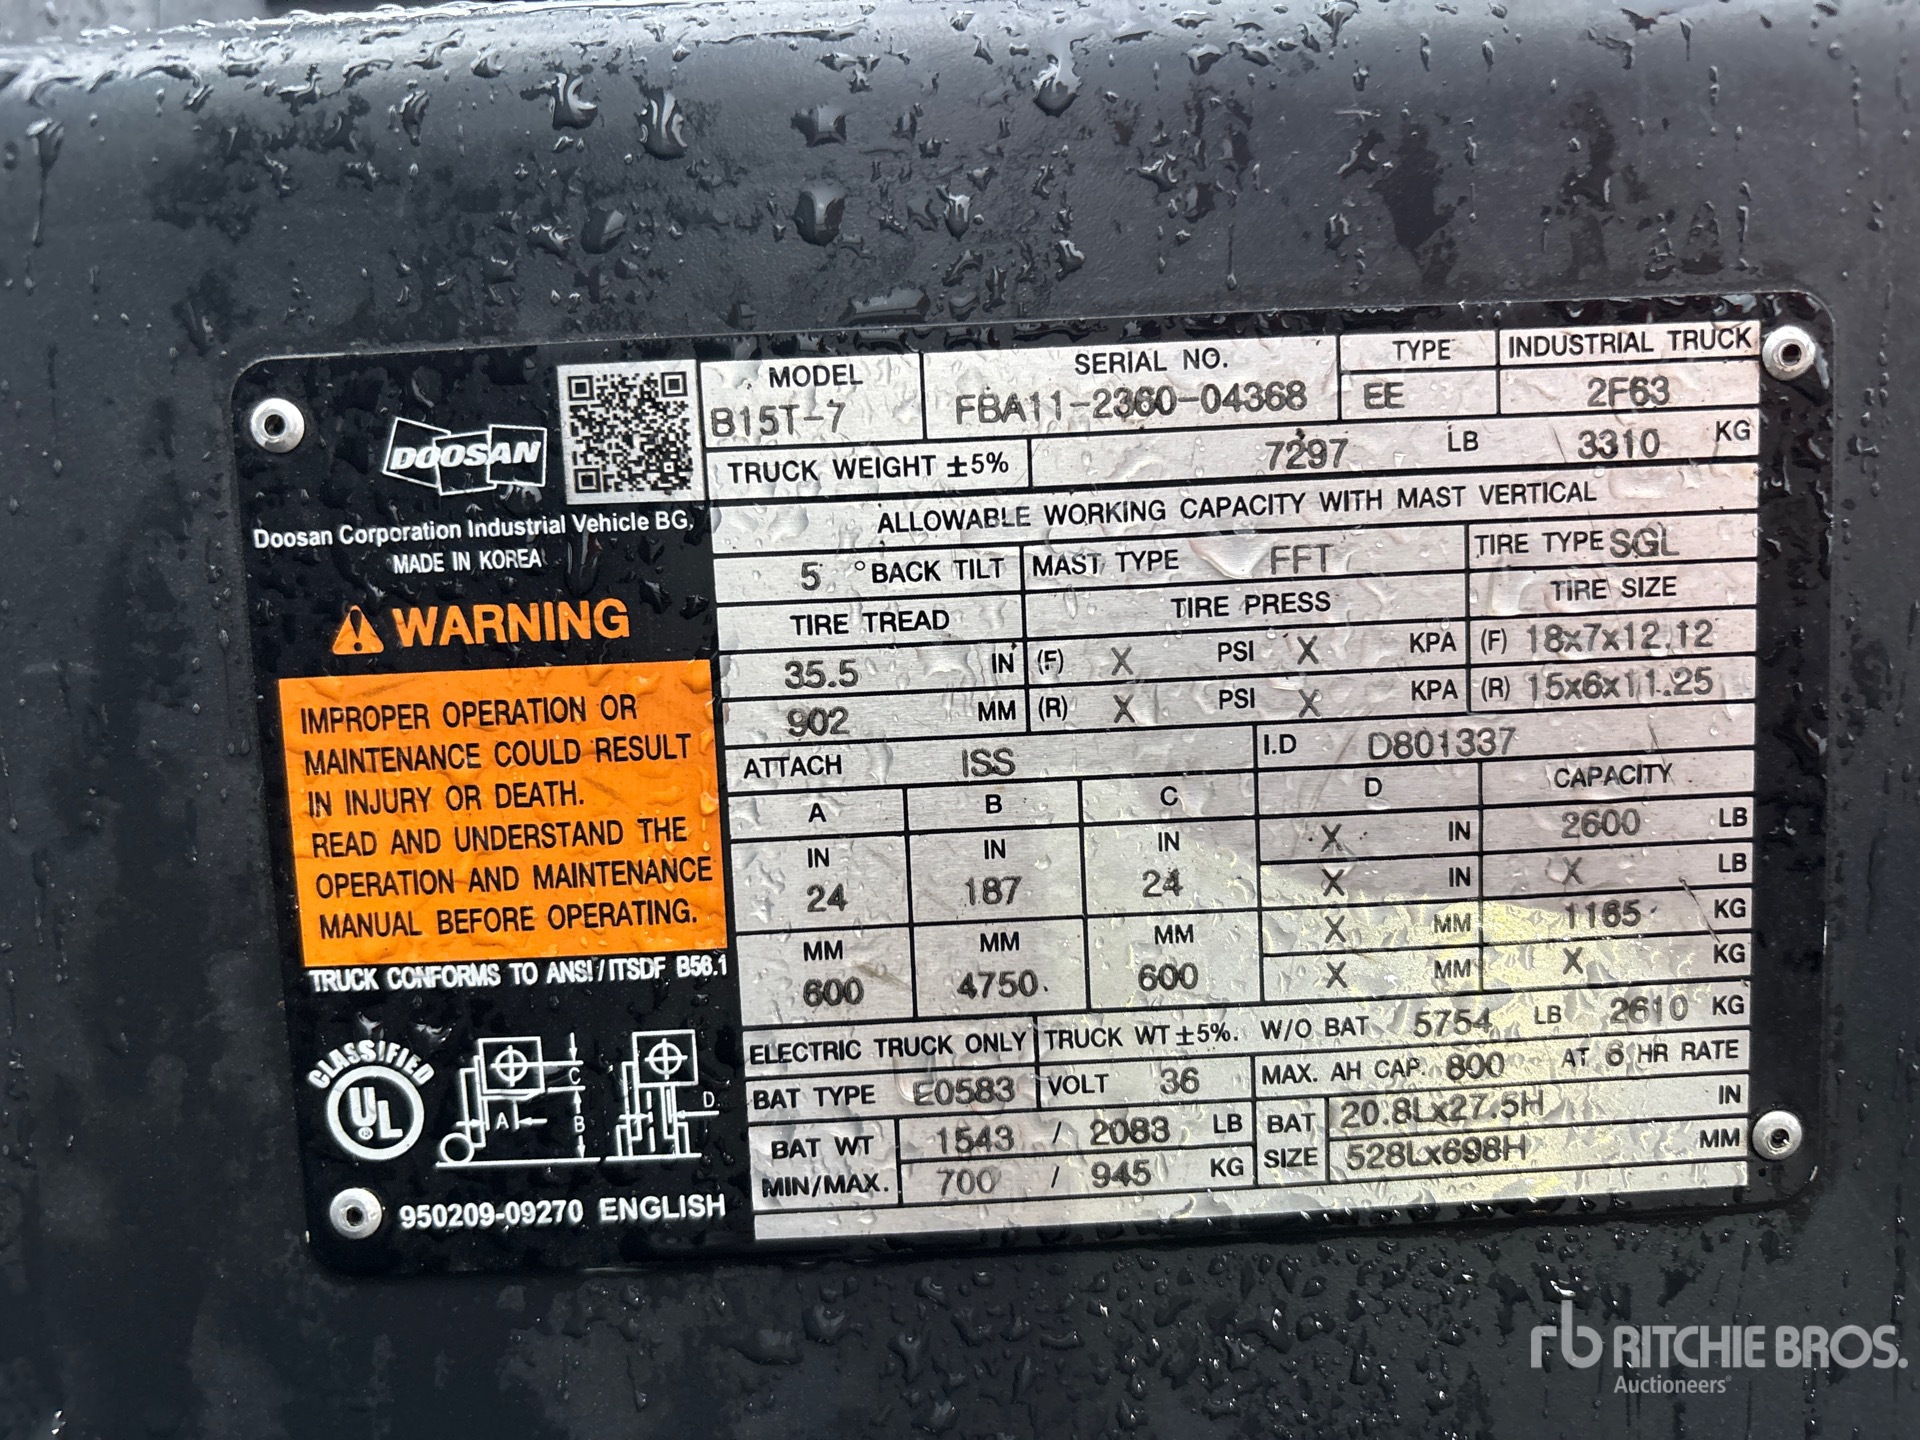 DOOSAN
Doosan Corporation Industrial Vehicle BG,
MADE IN KOREA
WARNING
IMPROPER OPERATION OR
MAINTENANCE COULD RESULT
IN INJURY OR DEATH.
READ AND UNDERSTAND THE
OPERATION AND MAINTENANCE
MANUAL BEFORE OPERATING.
TRUCK CONFORMS TO ANSI/ITSDF B56.1
CLASSIFIED
UL
®
A B C D
950209-09270 ENGLISH
MODEL SERIAL NO. TYPE INDUSTRIAL TRUCK
B15T-7 FBA11-2360-04368 EE 2F63
TRUCK WEIGHT ±5% 7297 LB 3310 KG
ALLOWABLE WORKING CAPACITY WITH MAST VERTICAL
5 °BACK TILT MAST TYPE FFT TIRE TYPE SGL
TIRE TREAD TIRE PRESS TIRE SIZE
35.5 IN (F) X PSI X KPA (F) 18x7x12.12
902 MM (R) X PSI X KPA (R) 15x6x11.25
ATTACH ISS I.D D801337
A B C D CAPACITY
IN IN IN X IN 2600 LB
24 187 24 X IN X LB
MM MM MM X MM 1165 KG
600 4750 600 X MM X KG
ELECTRIC TRUCK ONLY TRUCK WT ±5%. W/O BAT 5754 LB 2610 KG
BAT TYPE E0583 VOLT 36 MAX. AH CAP. 800 AT 6 HR RATE
BAT WT 1543 / 2083 LB BAT 20.8Lx27.5H IN
MIN/MAX. 700 / 945 KG SIZE 528Lx698H MM
rb RITCHIE BROS.
Auctioneers